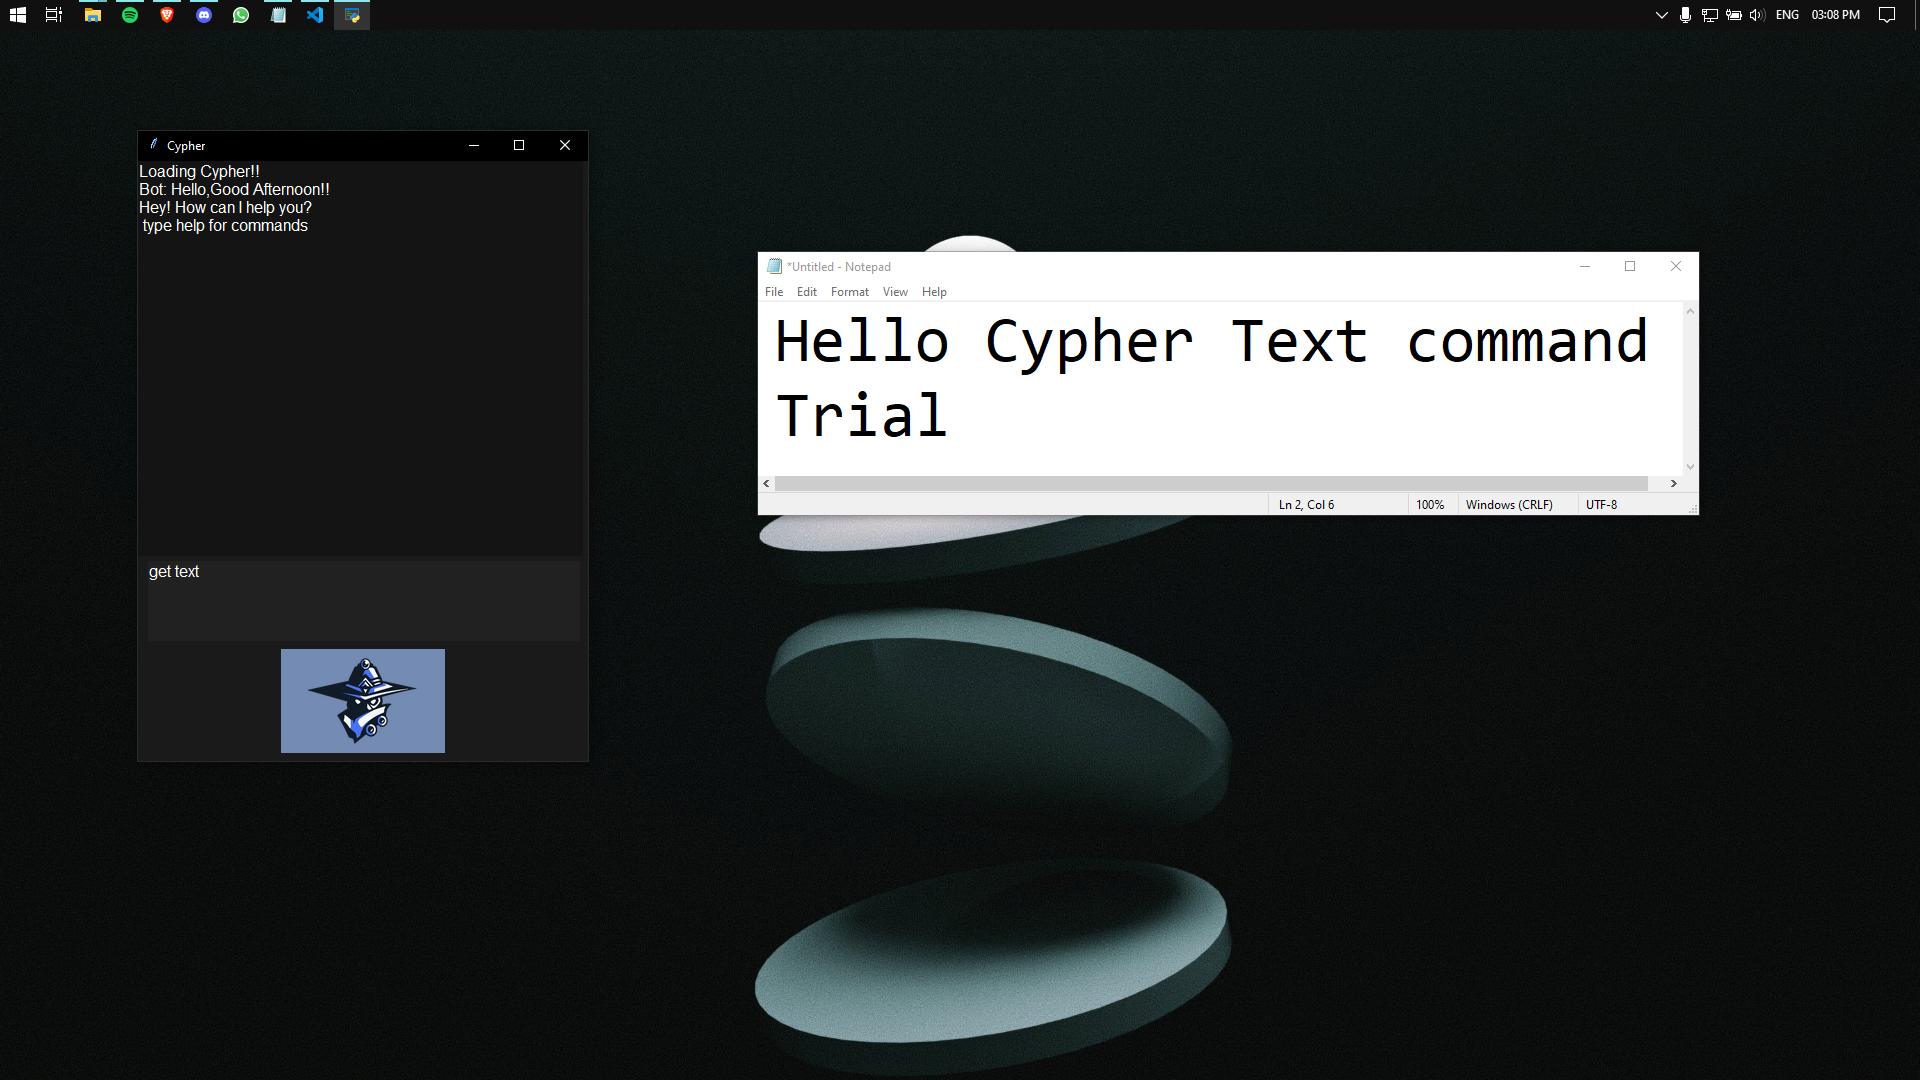 ENG 03:08 PM
Cypher
Loading Cypher!!
Bot: Hello,Good Afternoon!!
Hey! How can I help you?
type help for commands
get text
*Untitled - Notepad
File Edit Format View Help
Hello Cypher Text command
Trial
Ln 2, Col 6 100% Windows (CRLF) UTF-8